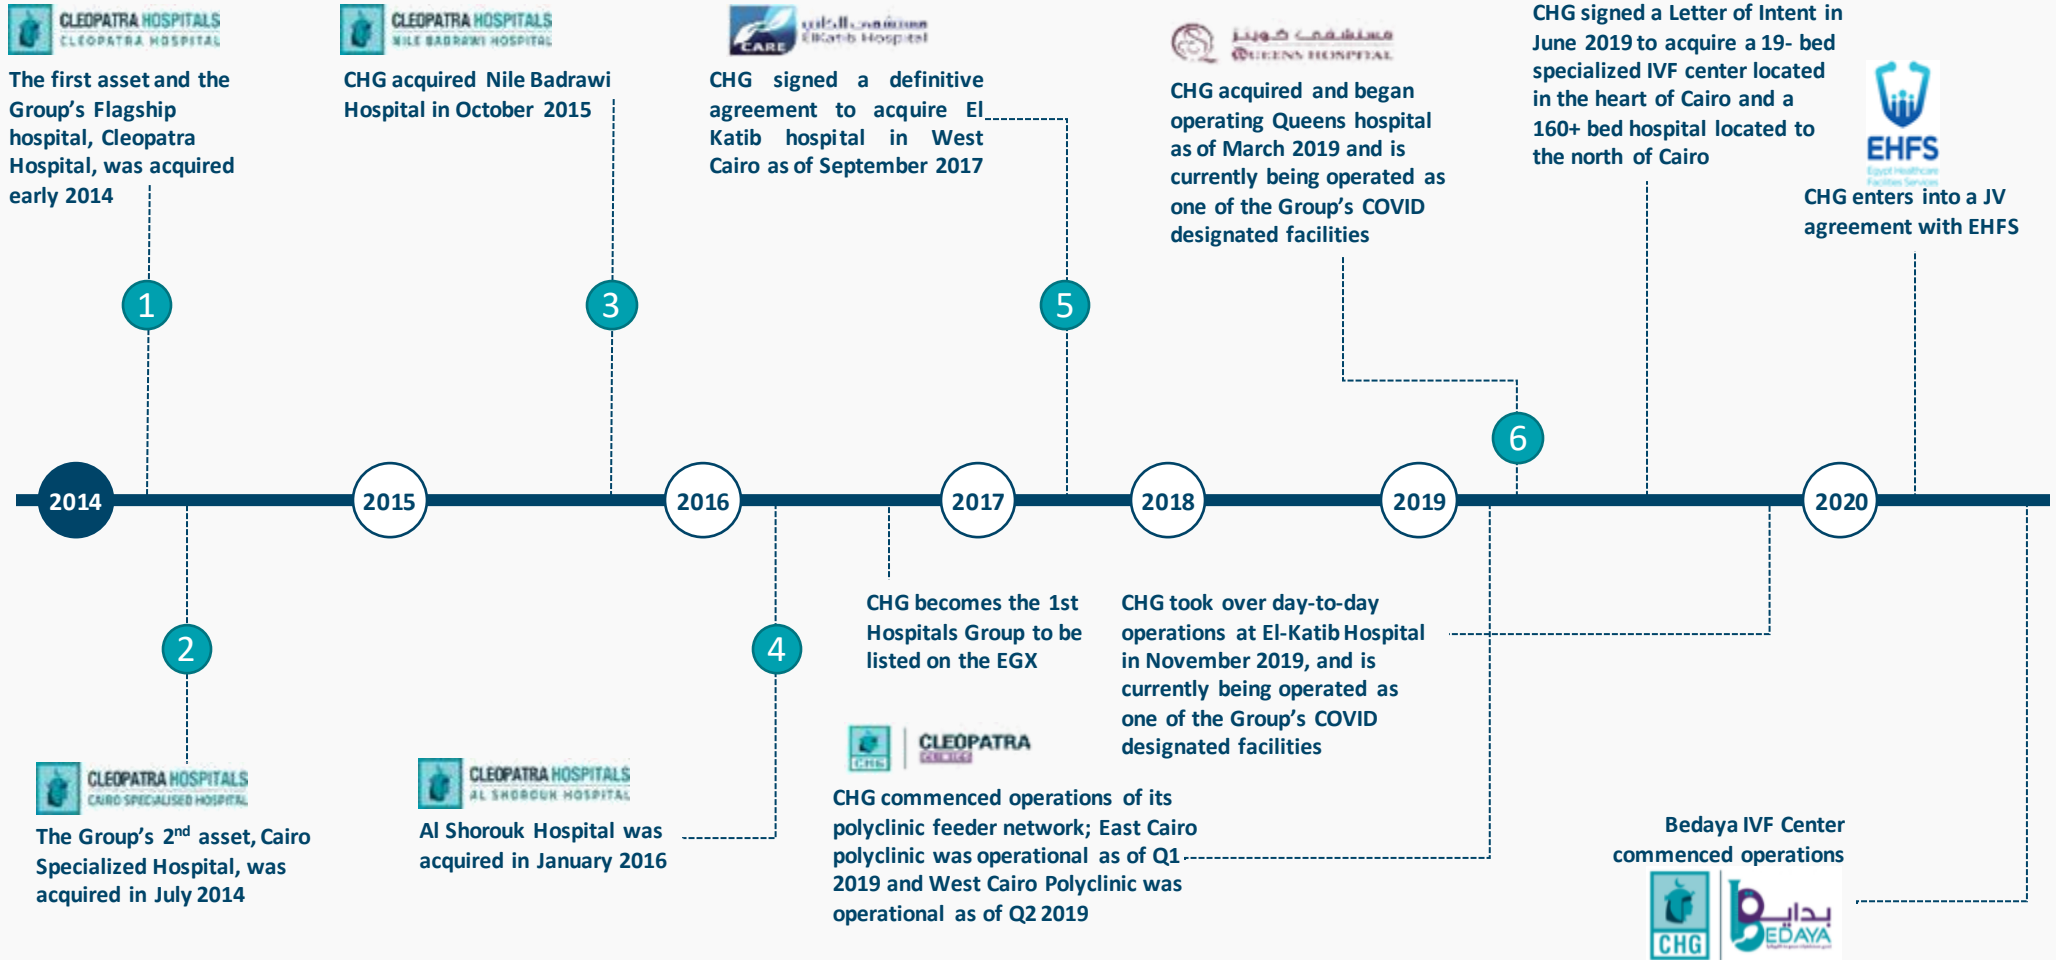 CLEOPATRA HOSPITALS
CLEOPATRA HOSPITAL
The first asset and the
Group's Flagship
hospital, Cleopatra
Hospital, was acquired
early 2014
CLEOPATRA HOSPITALS
NILE BADRAWI HOSPITAL
CHG acquired Nile Badrawi
Hospital in October 2015
CARE
مستشفى الكاتب
ElKatib Hospital
CHG signed a definitive
agreement to acquire El
Katib hospital in West
Cairo as of September 2017
مستشفى كوينز
QUEENS HOSPITAL
CHG acquired and began
operating Queens hospital
as of March 2019 and is
currently being operated as
one of the Group's COVID
designated facilities
CHG signed a Letter of Intent in
June 2019 to acquire a 19- bed
specialized IVF center located
in the heart of Cairo and a
160+ bed hospital located to
the north of Cairo
EHFS
Egypt Healthcare
Facilities Services
CHG enters into a JV
agreement with EHFS
1
3
5
6
2014
2015
2016
2017
2018
2019
2020
2
4
CHG becomes the 1st
Hospitals Group to be
listed on the EGX
CHG took over day-to-day
operations at El-Katib Hospital
in November 2019, and is
currently being operated as
one of the Group's COVID
designated facilities
CLEOPATRA HOSPITALS
CAIRO SPECIALISED HOSPITAL
The Group's 2nd asset, Cairo
Specialized Hospital, was
acquired in July 2014
CLEOPATRA HOSPITALS
AL SHOROUK HOSPITAL
Al Shorouk Hospital was
acquired in January 2016
CHG
CLEOPATRA
CLINICS
CHG commenced operations of its
polyclinic feeder network; East Cairo
polyclinic was operational as of Q1
2019 and West Cairo Polyclinic was
operational as of Q2 2019
Bedaya IVF Center
commenced operations
CHG
بداية
BEDAYA